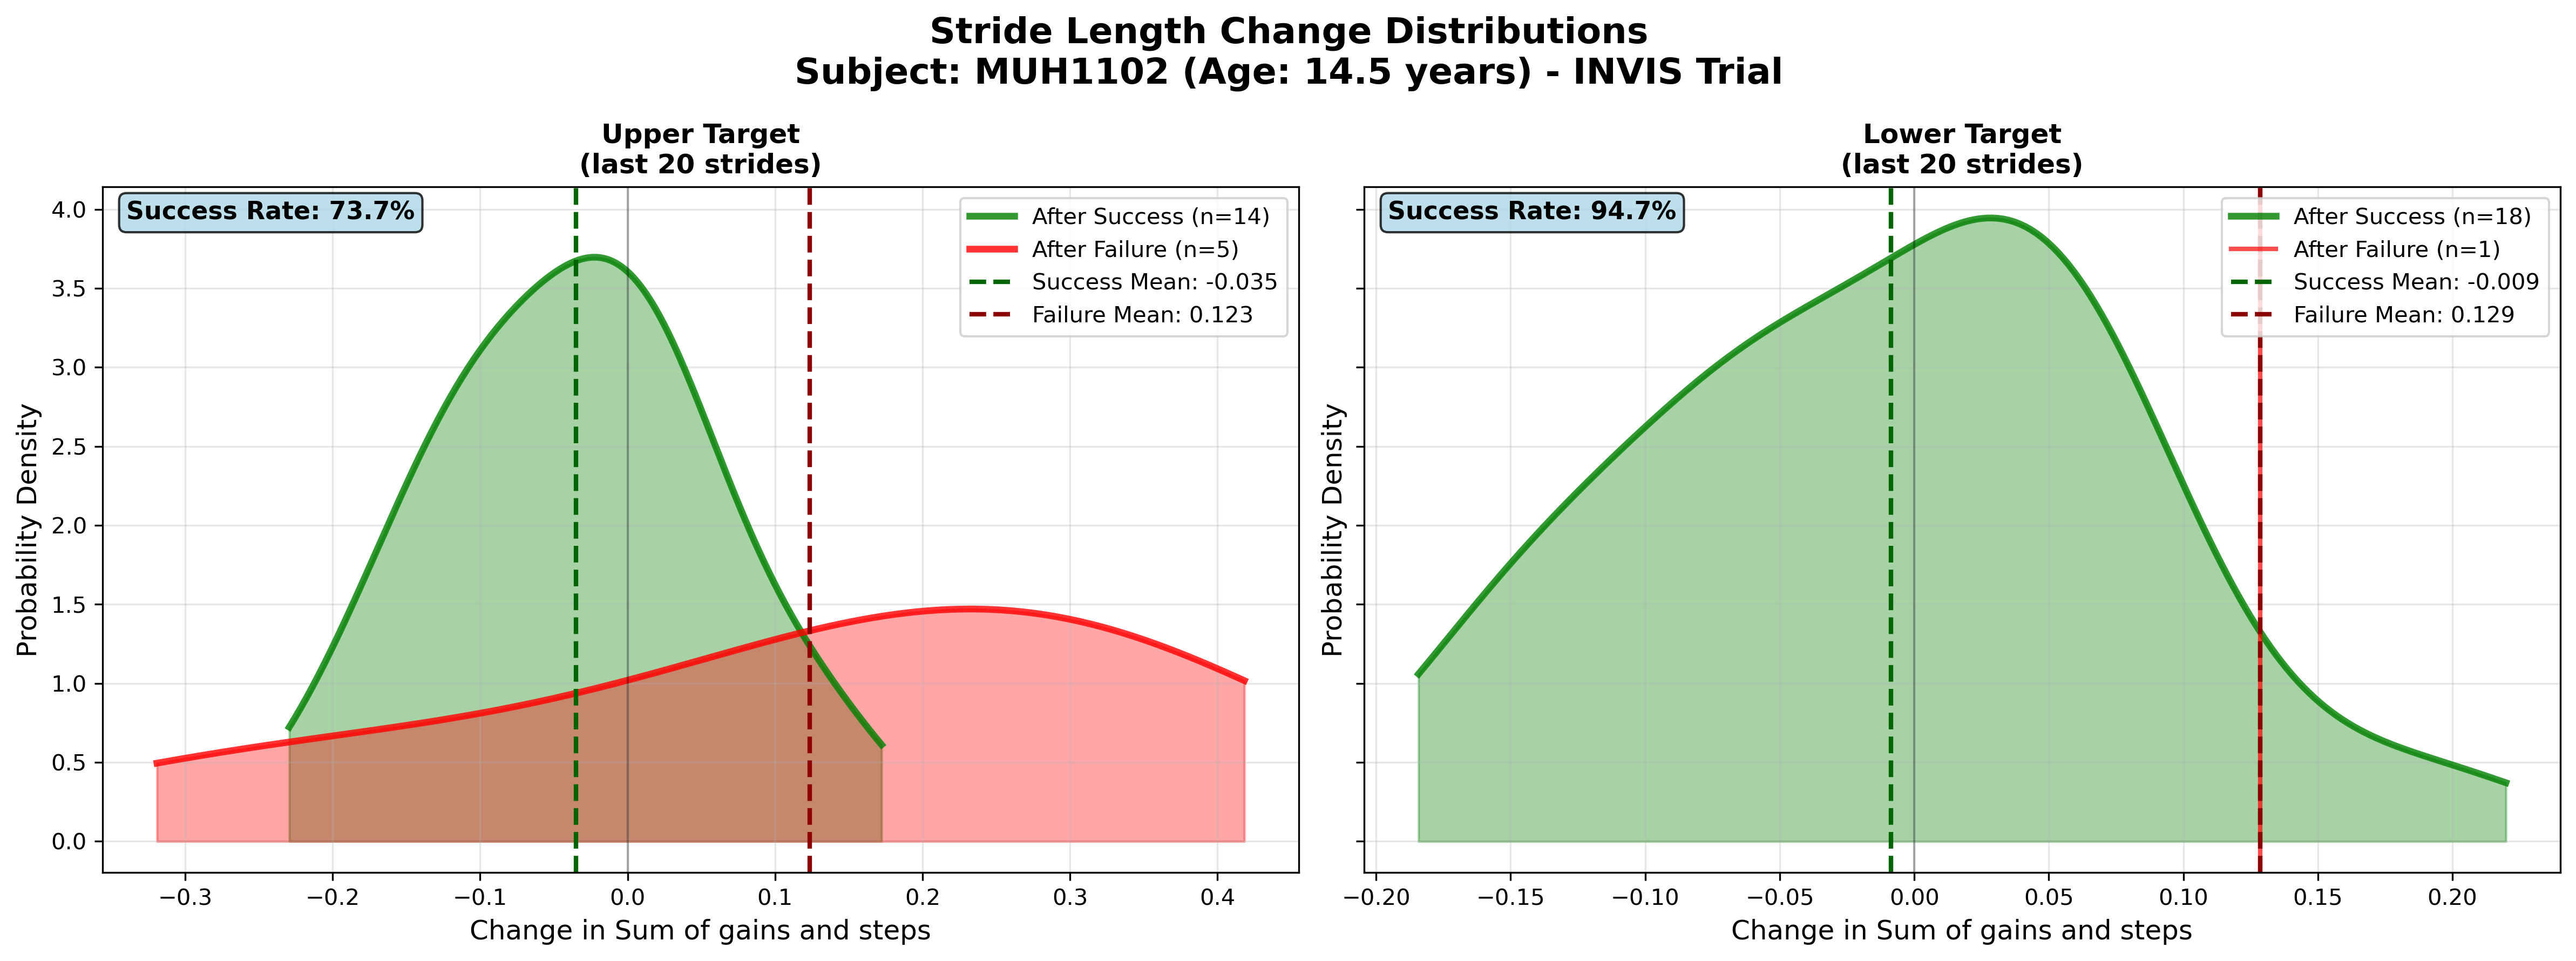 Stride Length Change Distributions
Subject: MUH1102 (Age: 14.5 years) - INVIS Trial
Upper Target
(last 20 strides)
Success Rate: 73.7%
After Success (n=14)
After Failure (n=5)
Success Mean: -0.035
Failure Mean: 0.123
Probability Density
4.0
3.5
3.0
2.5
2.0
1.5
1.0
0.5
0.0
−0.3 −0.2 −0.1 0.0 0.1 0.2 0.3 0.4
Change in Sum of gains and steps
Lower Target
(last 20 strides)
Success Rate: 94.7%
After Success (n=18)
After Failure (n=1)
Success Mean: -0.009
Failure Mean: 0.129
Probability Density
−0.20 −0.15 −0.10 −0.05 0.00 0.05 0.10 0.15 0.20
Change in Sum of gains and steps